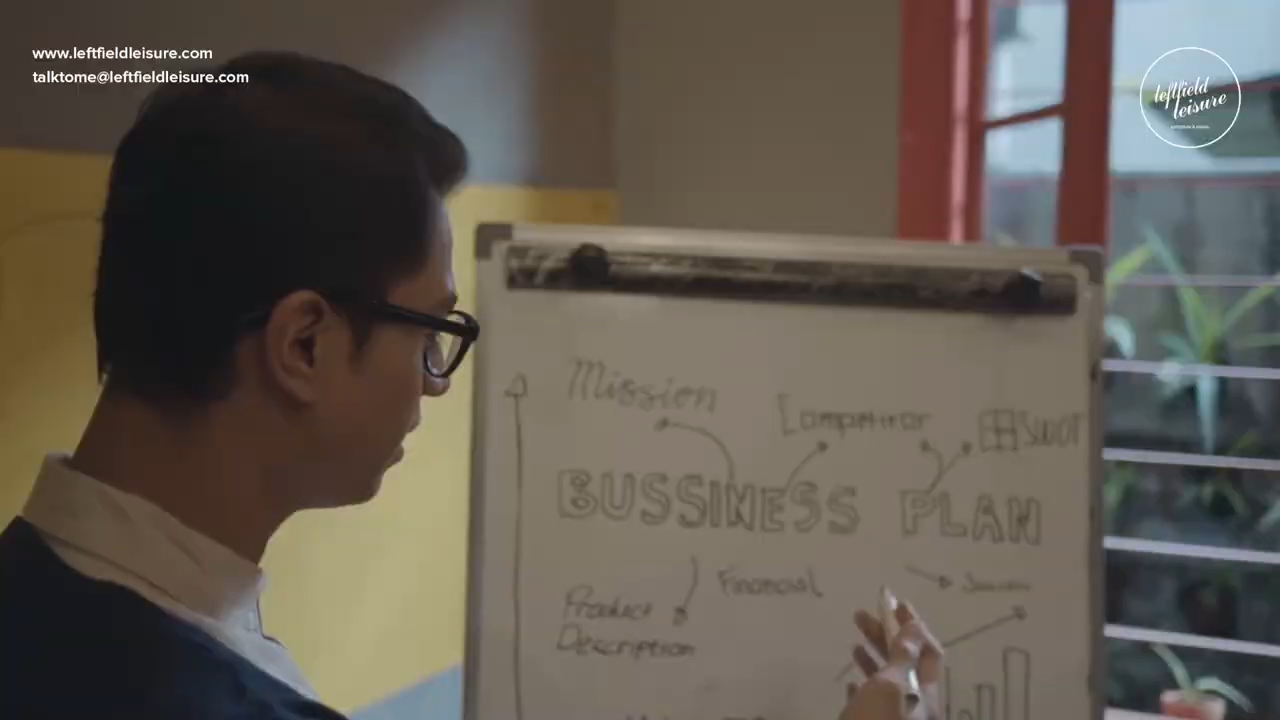 www.leftfieldleisure.com
talktome@leftfieldleisure.com
leftfield
leisure
Mission
Competitor
SWOT
BUSSINESS PLAN
Financial
Product
Description